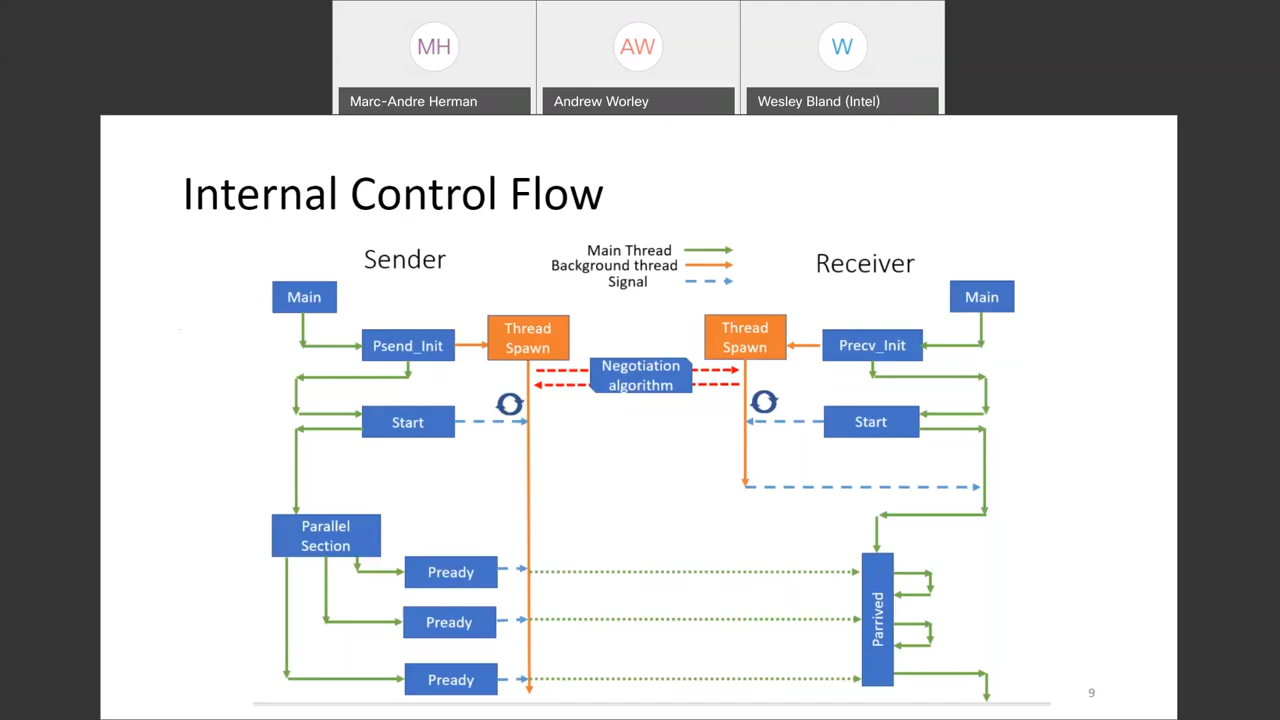 MH
AW
W
Marc-Andre Herman
Andrew Worley
Wesley Bland (Intel)
Internal Control Flow
Sender
Main Thread
Background thread
Signal
Receiver
Main
Main
Psend_Init
Thread
Spawn
Thread
Spawn
Precv_Init
Negotiation
algorithm
Start
Start
Parallel
Section
Pready
Pready
Pready
Parrived
9